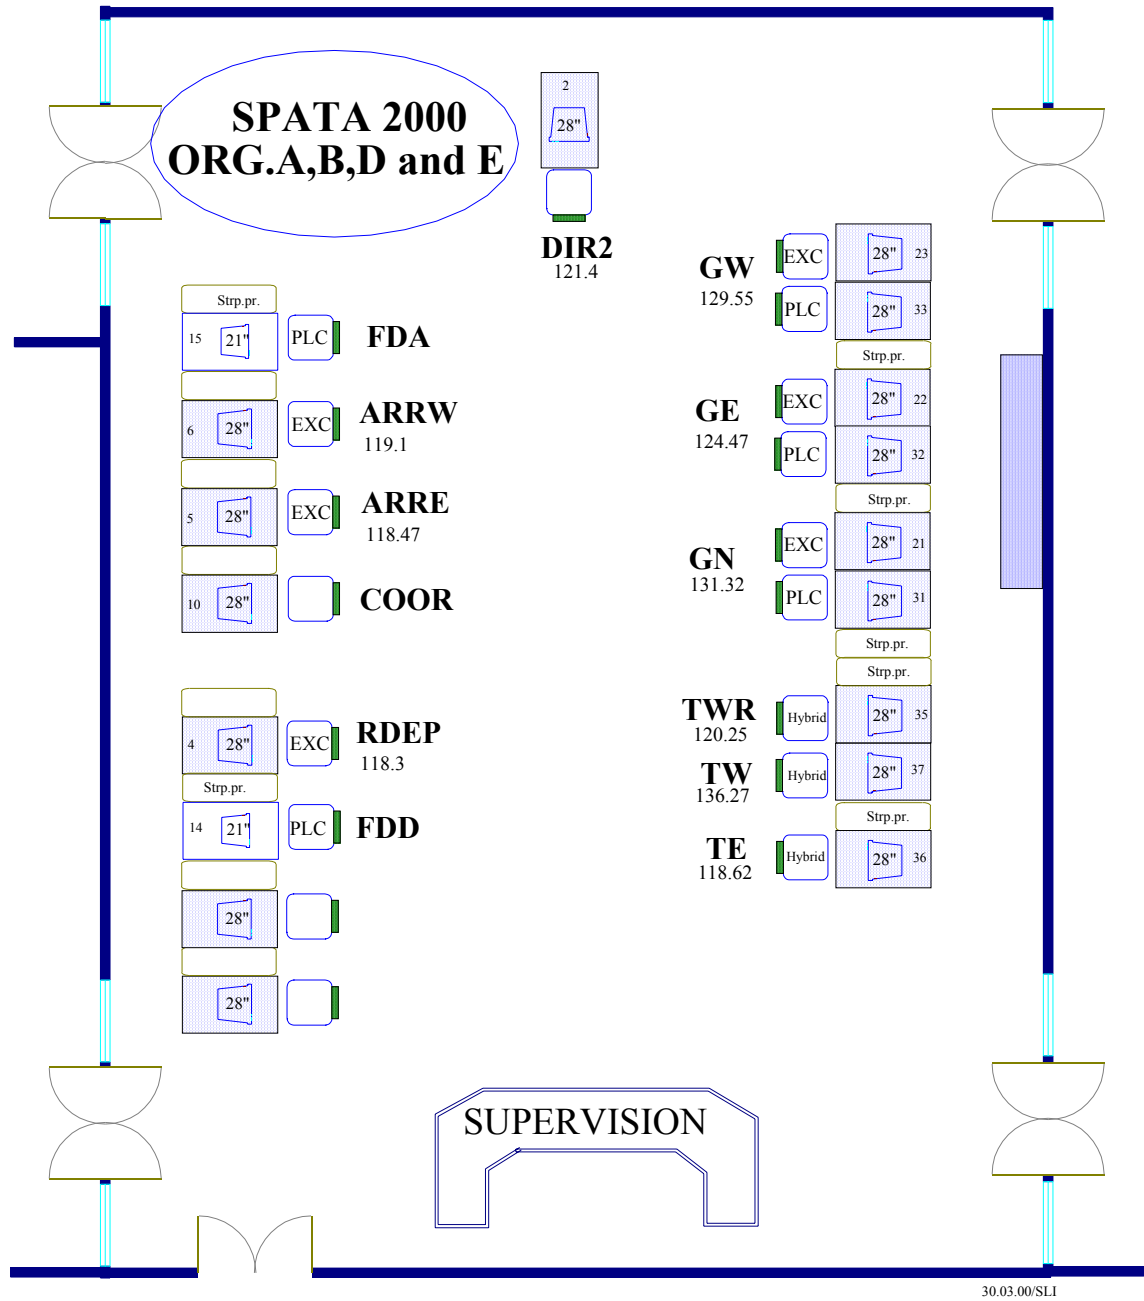 SPATA 2000
ORG.A,B,D and E
2
28"
DIR2
121.4
Strp.pr.
15
21"
PLC
FDA
6
28"
EXC
ARRW
119.1
5
28"
EXC
ARRE
118.47
10
28"
COOR
4
28"
EXC
RDEP
118.3
Strp.pr.
14
21"
PLC
FDD
28"
28"
GW
129.55
EXC
28"
23
PLC
28"
33
Strp.pr.
GE
124.47
EXC
28"
22
PLC
28"
32
Strp.pr.
GN
131.32
EXC
28"
21
PLC
28"
31
Strp.pr.
Strp.pr.
TWR
120.25
Hybrid
28"
35
TW
136.27
Hybrid
28"
37
Strp.pr.
TE
118.62
Hybrid
28"
36
SUPERVISION
30.03.00/SLI